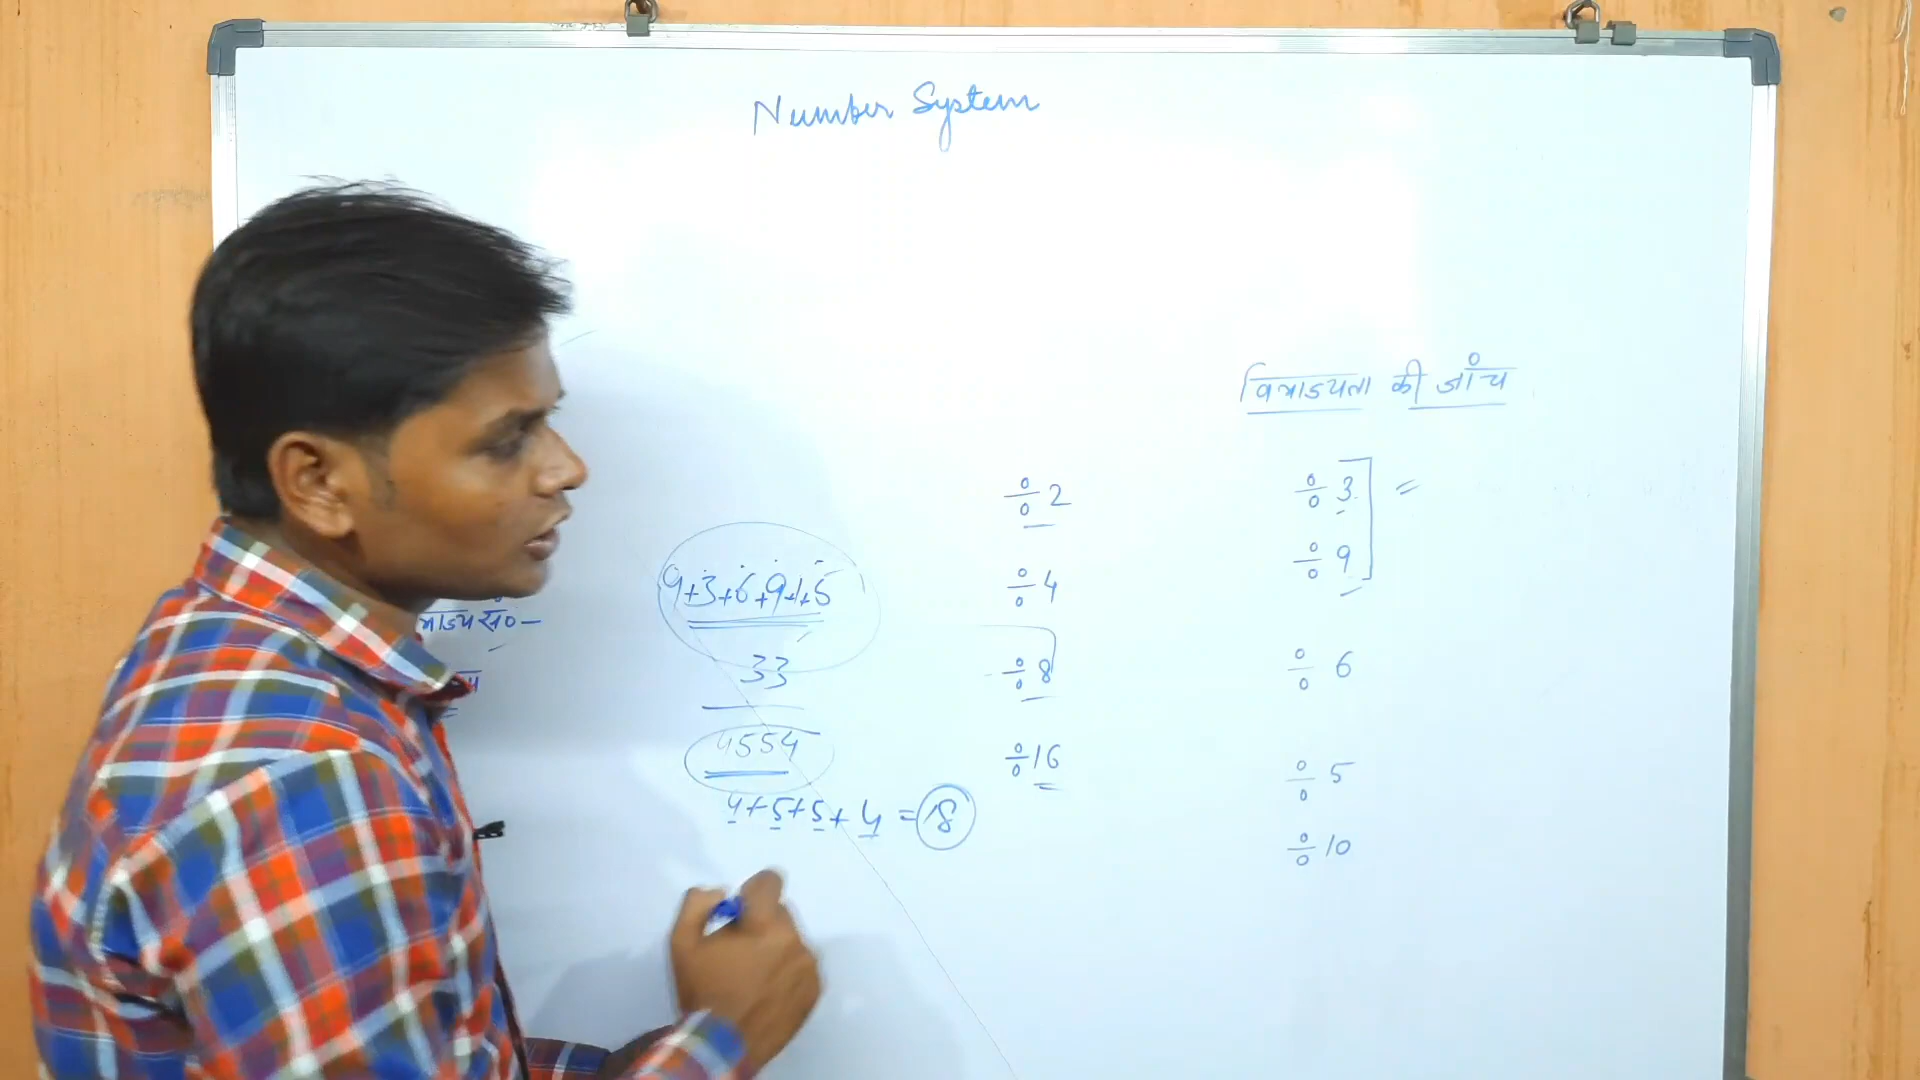 Number System
विभाज्यता की जाँच
÷ 2
÷ 4
÷ 8
÷ 16
÷ 3 =
÷ 9
÷ 6
÷ 5
÷ 10
9+3+6+9+1+5
33
4554
4+5+5+4 = 18